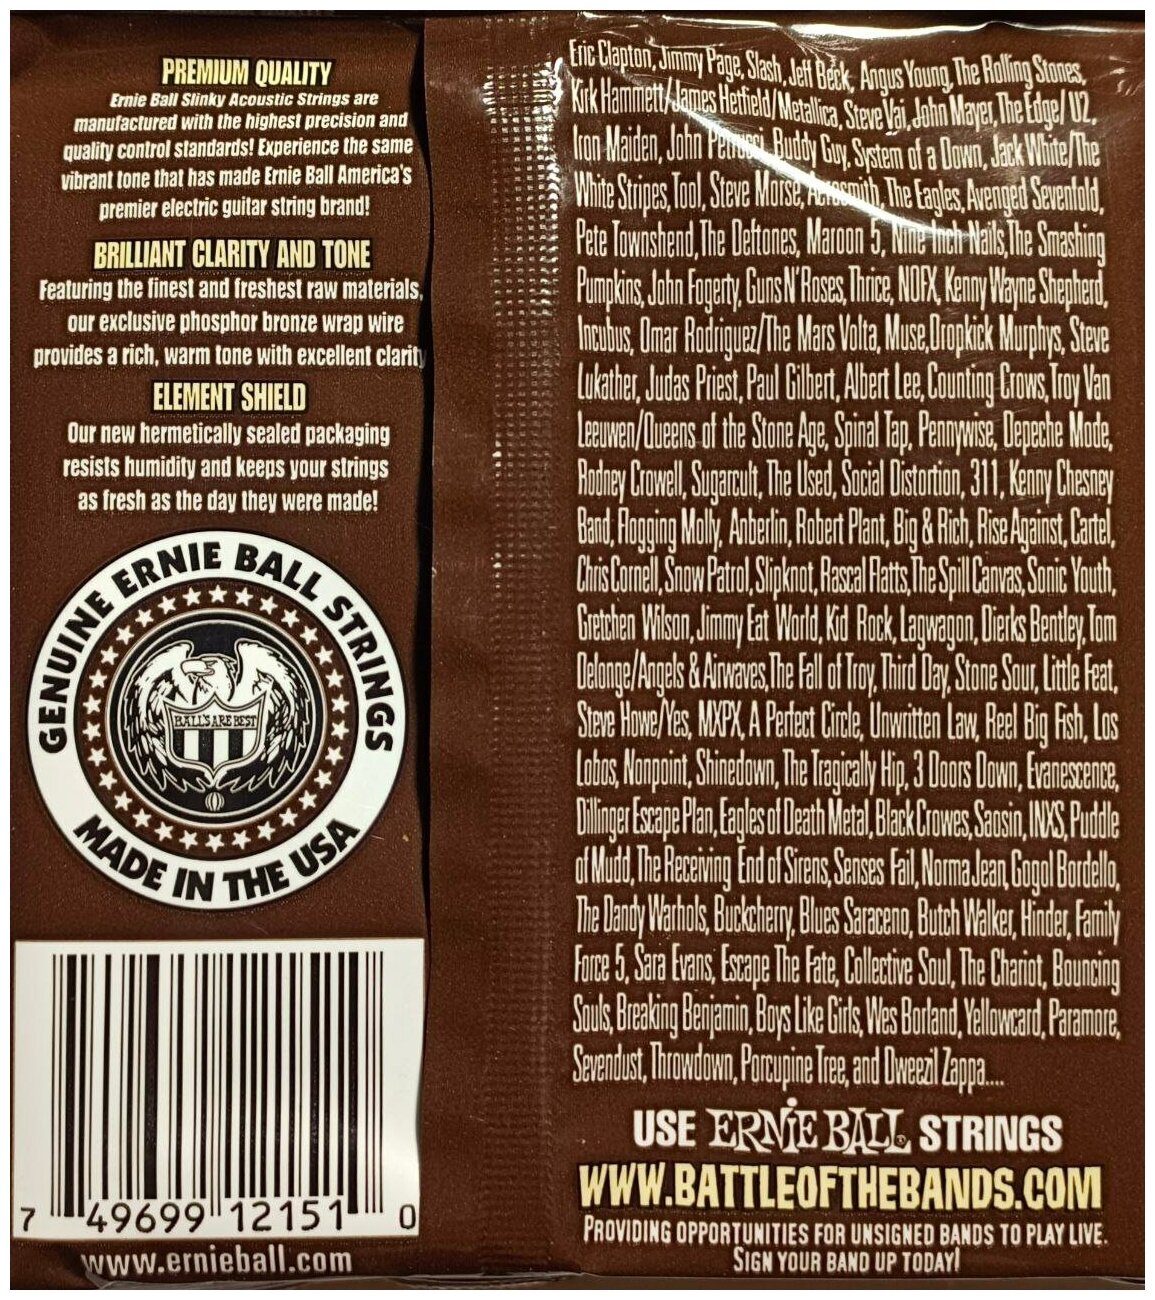 PREMIUM QUALITY
Ernie Ball Slinky Acoustic Strings are
manufactured with the highest precision and
quality control standards! Experience the same
vibrant tone that has made Ernie Ball America's
premier electric guitar string brand!
BRILLIANT CLARITY AND TONE
Featuring the finest and freshest raw materials,
our exclusive phosphor bronze wrap wire
provides a rich, warm tone with excellent clarity
ELEMENT SHIELD
Our new hermetically sealed packaging
resists humidity and keeps your strings
as fresh as the day they were made!
GENUINE ERNIE BALL STRINGS
BALL'S ARE BEST
MADE IN THE USA
7 49699 12151 0
www.ernieball.com
Eric Clapton, Jimmy Page, Slash, Jeff Beck, Angus Young, The Rolling Stones,
Kirk Hammett/James Hetfield/Metallica, Steve Vai, John Mayer, The Edge/ U2,
Iron Maiden, John Petrucci, Buddy Guy, System of a Down, Jack White/The
White Stripes, Tool, Steve Morse, Aerosmith, The Eagles, Avenged Sevenfold,
Pete Townshend, The Deftones, Maroon 5, Nine Inch Nails, The Smashing
Pumpkins, John Fogerty, Guns N' Roses, Thrice, NOFX, Kenny Wayne Shepherd,
Incubus, Omar Rodriguez/The Mars Volta, Muse, Dropkick Murphys, Steve
Lukather, Judas Priest, Paul Gilbert, Albert Lee, Counting Crows, Troy Van
Leeuwen/Queens of the Stone Age, Spinal Tap, Pennywise, Depeche Mode,
Rodney Crowell, Sugarcult, The Used, Social Distortion, 311, Kenny Chesney
Band, Flogging Molly, Anberlin, Robert Plant, Big & Rich, Rise Against, Cartel,
Chris Cornell, Snow Patrol, Slipknot, Rascal Flatts, The Spill Canvas, Sonic Youth,
Gretchen Wilson, Jimmy Eat World, Kid Rock, Lagwagon, Dierks Bentley, Tom
Delonge/Angels & Airwaves, The Fall of Troy, Third Day, Stone Sour, Little Feat,
Steve Howe/Yes, MXPX, A Perfect Circle, Unwritten Law, Reel Big Fish, Los
Lobos, Nonpoint, Shinedown, The Tragically Hip, 3 Doors Down, Evanescence,
Dillinger Escape Plan, Eagles of Death Metal, Black Crowes, Saosin, INXS, Puddle
of Mudd, The Receiving End of Sirens, Senses Fail, Norma Jean, Gogol Bordello,
The Dandy Warhols, Buckcherry, Blues Saraceno, Butch Walker, Hinder, Family
Force 5, Sara Evans, Escape The Fate, Collective Soul, The Chariot, Bouncing
Souls, Breaking Benjamin, Boys Like Girls, Wes Borland, Yellowcard, Paramore,
Sevendust, Throwdown, Porcupine Tree, and Dweezil Zappa....
USE ERNIE BALL® STRINGS
WWW.BATTLEOFTHEBANDS.COM
PROVIDING OPPORTUNITIES FOR UNSIGNED BANDS TO PLAY LIVE.
SIGN YOUR BAND UP TODAY!